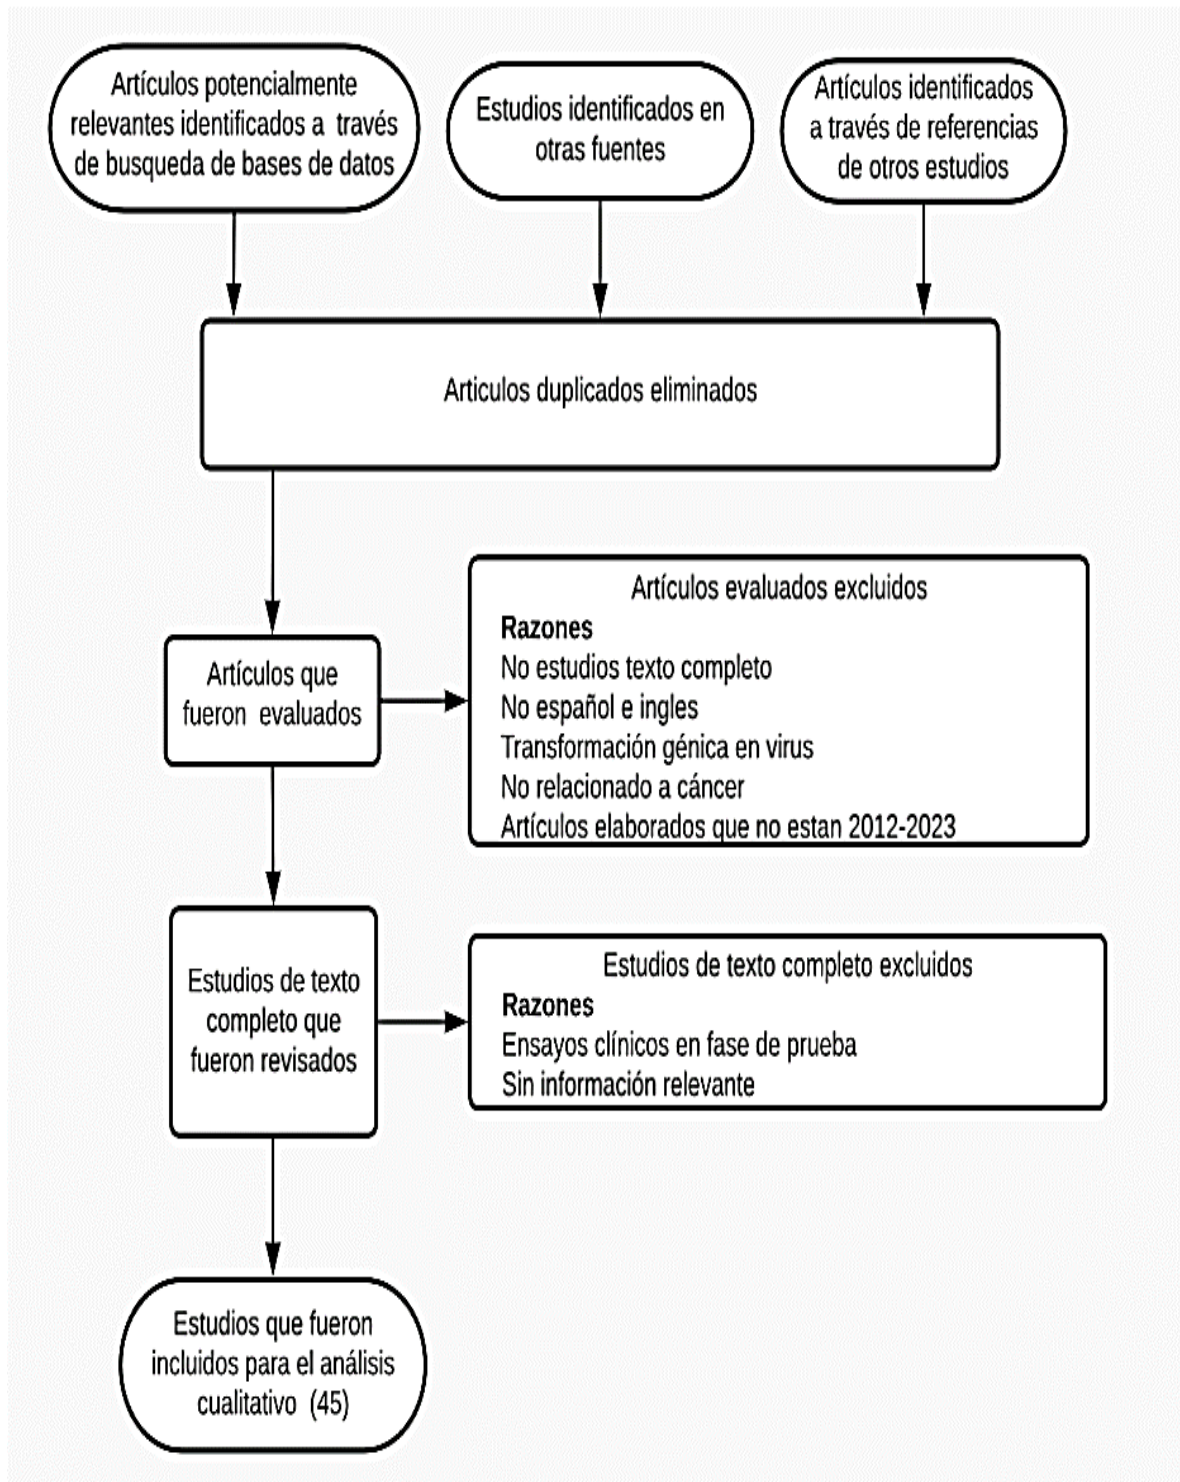 Artículos potencialmente
relevantes identificados a través
de busqueda de bases de datos
Estudios identificados en
otras fuentes
Artículos identificados
a través de referencias
de otros estudios
Articulos duplicados eliminados
Artículos evaluados excluidos
Razones
No estudios texto completo
No español e ingles
Transformación génica en virus
No relacionado a cáncer
Artículos elaborados que no estan 2012-2023
Artículos que
fueron evaluados
Estudios de texto
completo que
fueron revisados
Estudios de texto completo excluidos
Razones
Ensayos clínicos en fase de prueba
Sin información relevante
Estudios que fueron
incluidos para el análisis
cualitativo (45)